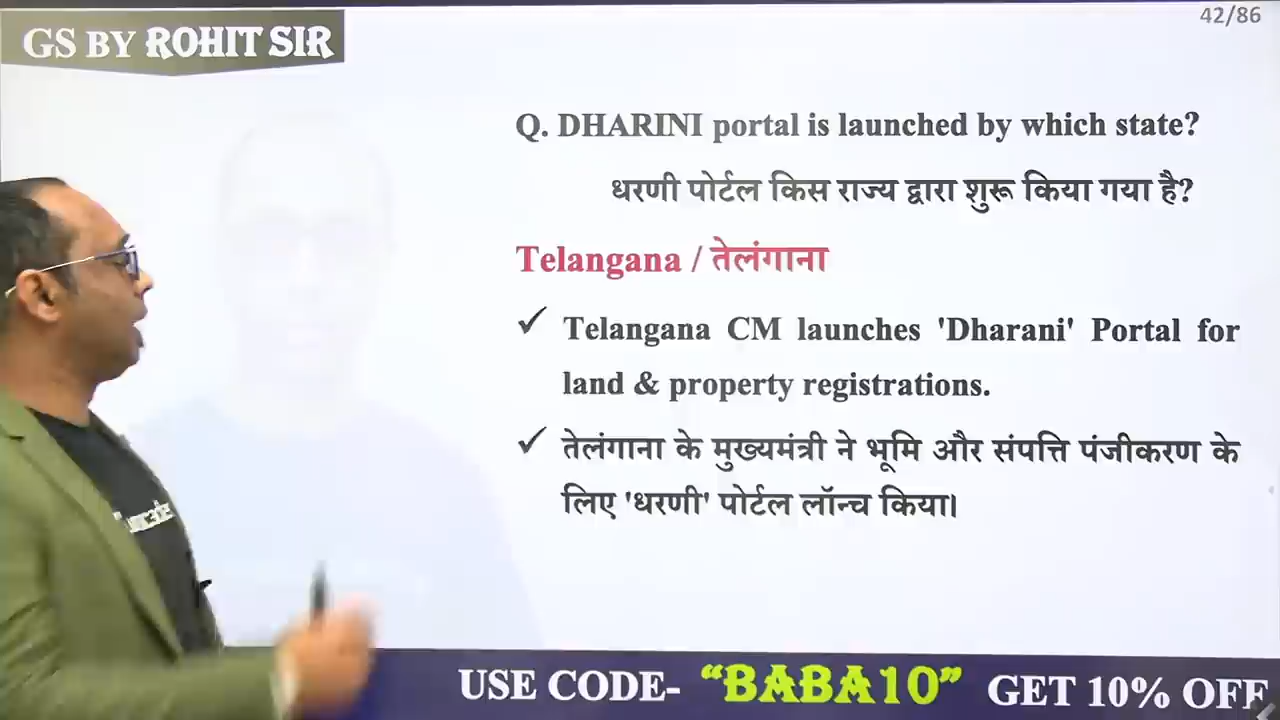 42/86
GS BY ROHIT SIR
Q. DHARINI portal is launched by which state?
धरणी पोर्टल किस राज्य द्वारा शुरू किया गया है?
Telangana / तेलंगाना
✓ Telangana CM launches 'Dharani' Portal for
land & property registrations.
✓ तेलंगाना के मुख्यमंत्री ने भूमि और संपत्ति पंजीकरण के
लिए 'धरणी' पोर्टल लॉन्च किया।
USE CODE- “BABA10” GET 10% OFF